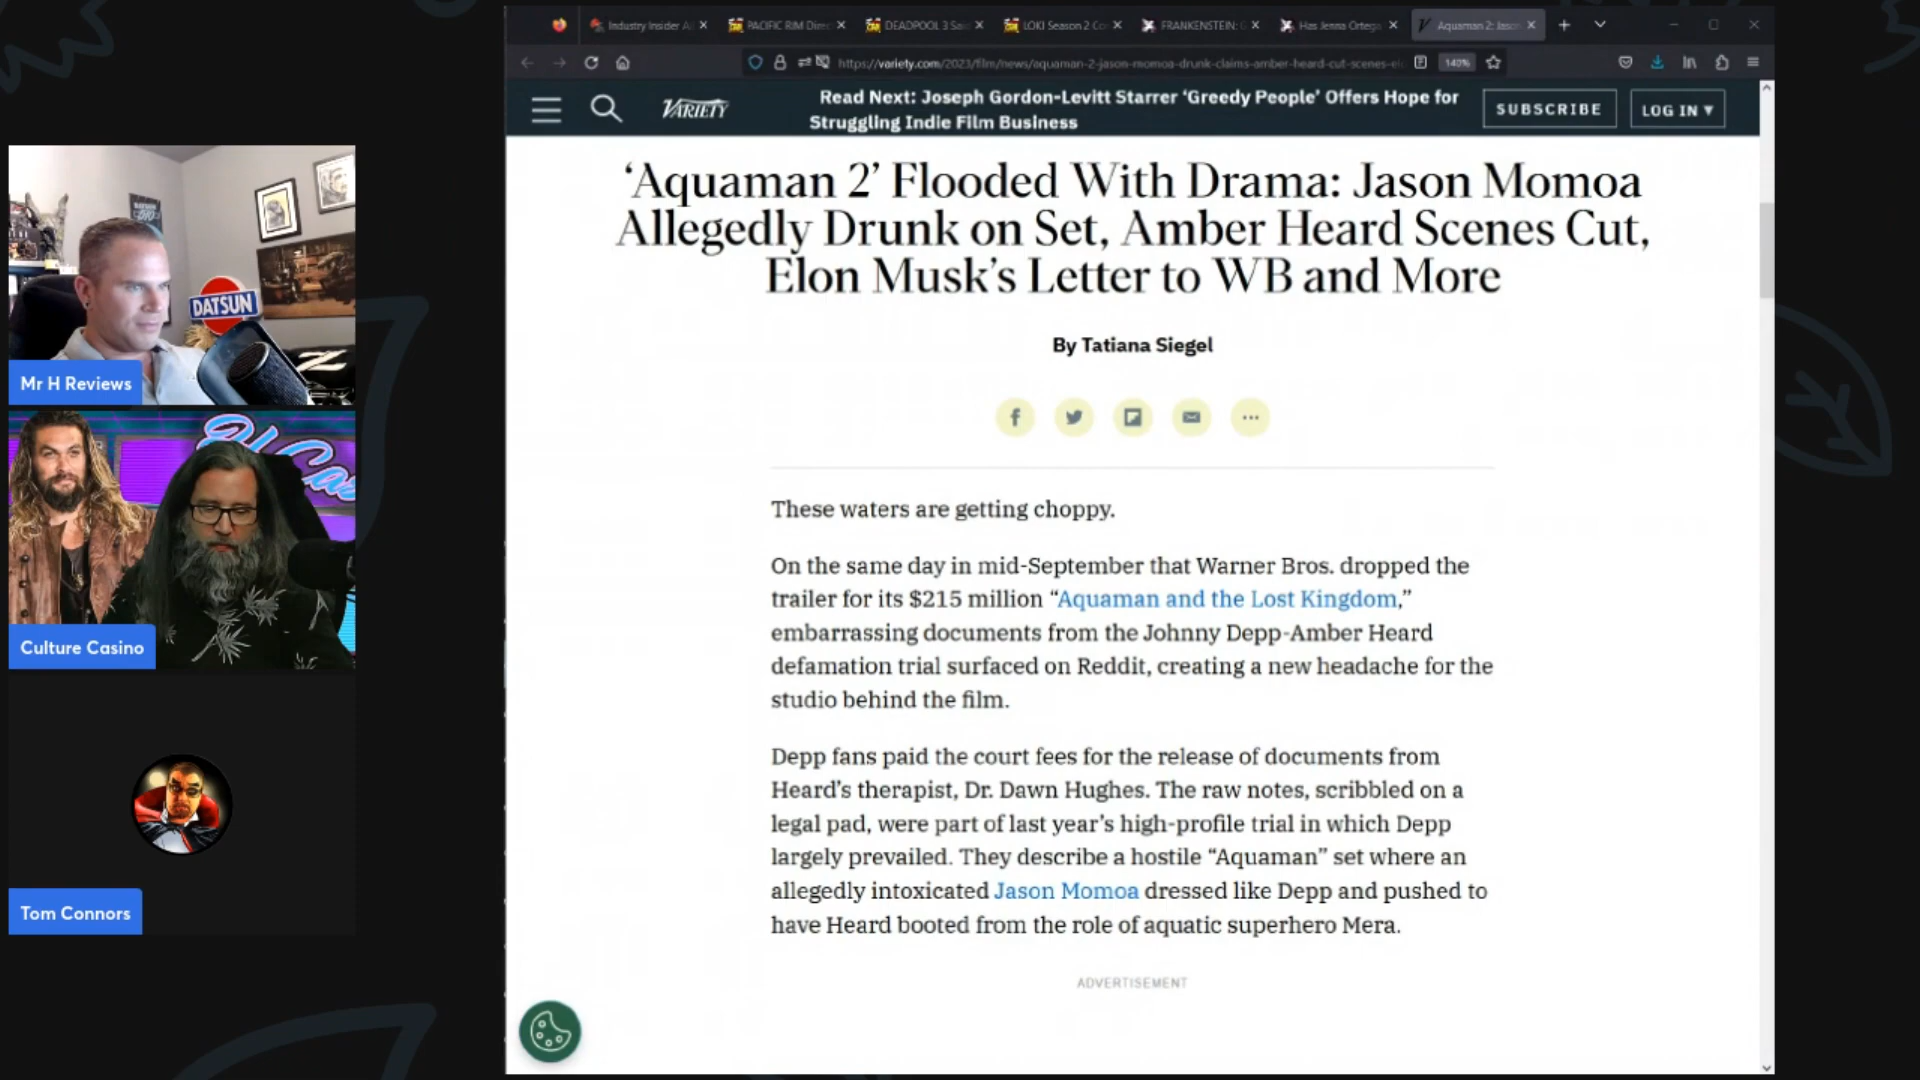 Industry Insider A
PACIFIC RIM Dire
DEADPOOL 3 Sai
LOKI Season 2 Co
FRANKENSTEIN:
Has Jenna Ortega
Aquaman 2: Jaso
https://variety.com/2023/film/news/aquaman-2-jason-momoa-drunk-claims-amber-heard-cut-scenes-el
140%
VARIETY
Read Next: Joseph Gordon-Levitt Starrer ‘Greedy People’ Offers Hope for
Struggling Indie Film Business
SUBSCRIBE
LOG IN ▾
‘Aquaman 2’ Flooded With Drama: Jason Momoa
Allegedly Drunk on Set, Amber Heard Scenes Cut,
Elon Musk’s Letter to WB and More
By Tatiana Siegel
These waters are getting choppy.
On the same day in mid-September that Warner Bros. dropped the
trailer for its $215 million “Aquaman and the Lost Kingdom,”
embarrassing documents from the Johnny Depp-Amber Heard
defamation trial surfaced on Reddit, creating a new headache for the
studio behind the film.
Depp fans paid the court fees for the release of documents from
Heard’s therapist, Dr. Dawn Hughes. The raw notes, scribbled on a
legal pad, were part of last year’s high-profile trial in which Depp
largely prevailed. They describe a hostile “Aquaman” set where an
allegedly intoxicated Jason Momoa dressed like Depp and pushed to
have Heard booted from the role of aquatic superhero Mera.
ADVERTISEMENT
DATSUN
Mr H Reviews
El Cas
Culture Casino
Tom Connors